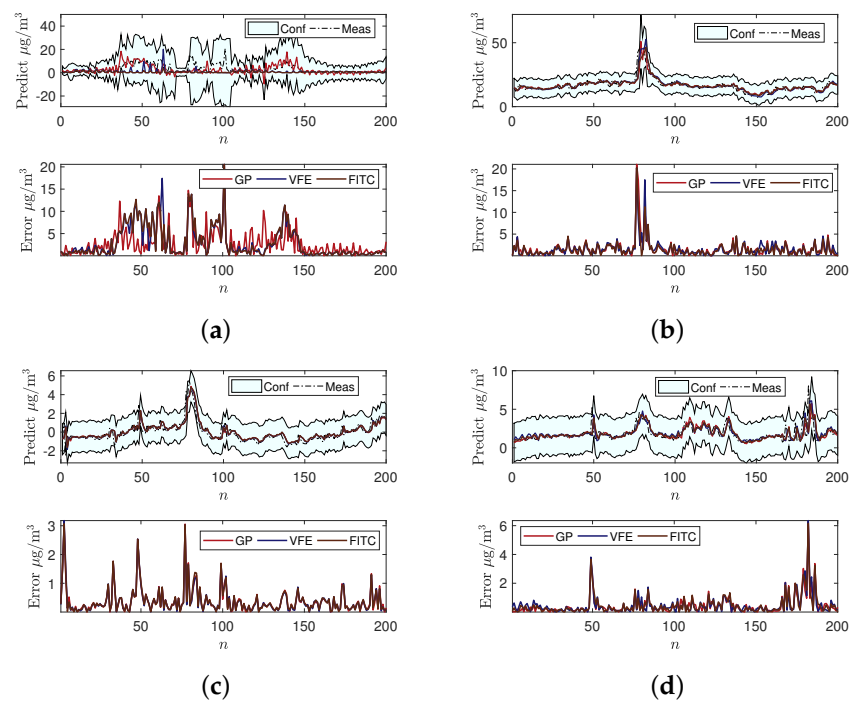 Predict µg/m³
50
40
20
0
-20
0 50 100 150 200
n
Conf Meas
Error µg/m³
20
15
10
5
50 100 150 200
n
GP VFE FITC
(a)
Predict µg/m³
50
0
0 50 100 150 200
n
Conf Meas
Error µg/m³
20
15
10
5
50 100 150 200
n
GP VFE FITC
(b)
Predict µg/m³
6
4
2
0
-2
0 50 100 150 200
n
Conf Meas
Error µg/m³
3
2
1
50 100 150 200
n
GP VFE FITC
(c)
Predict µg/m³
10
5
0
0 50 100 150 200
n
Conf Meas
Error µg/m³
6
4
2
50 100 150 200
n
GP VFE FITC
(d)